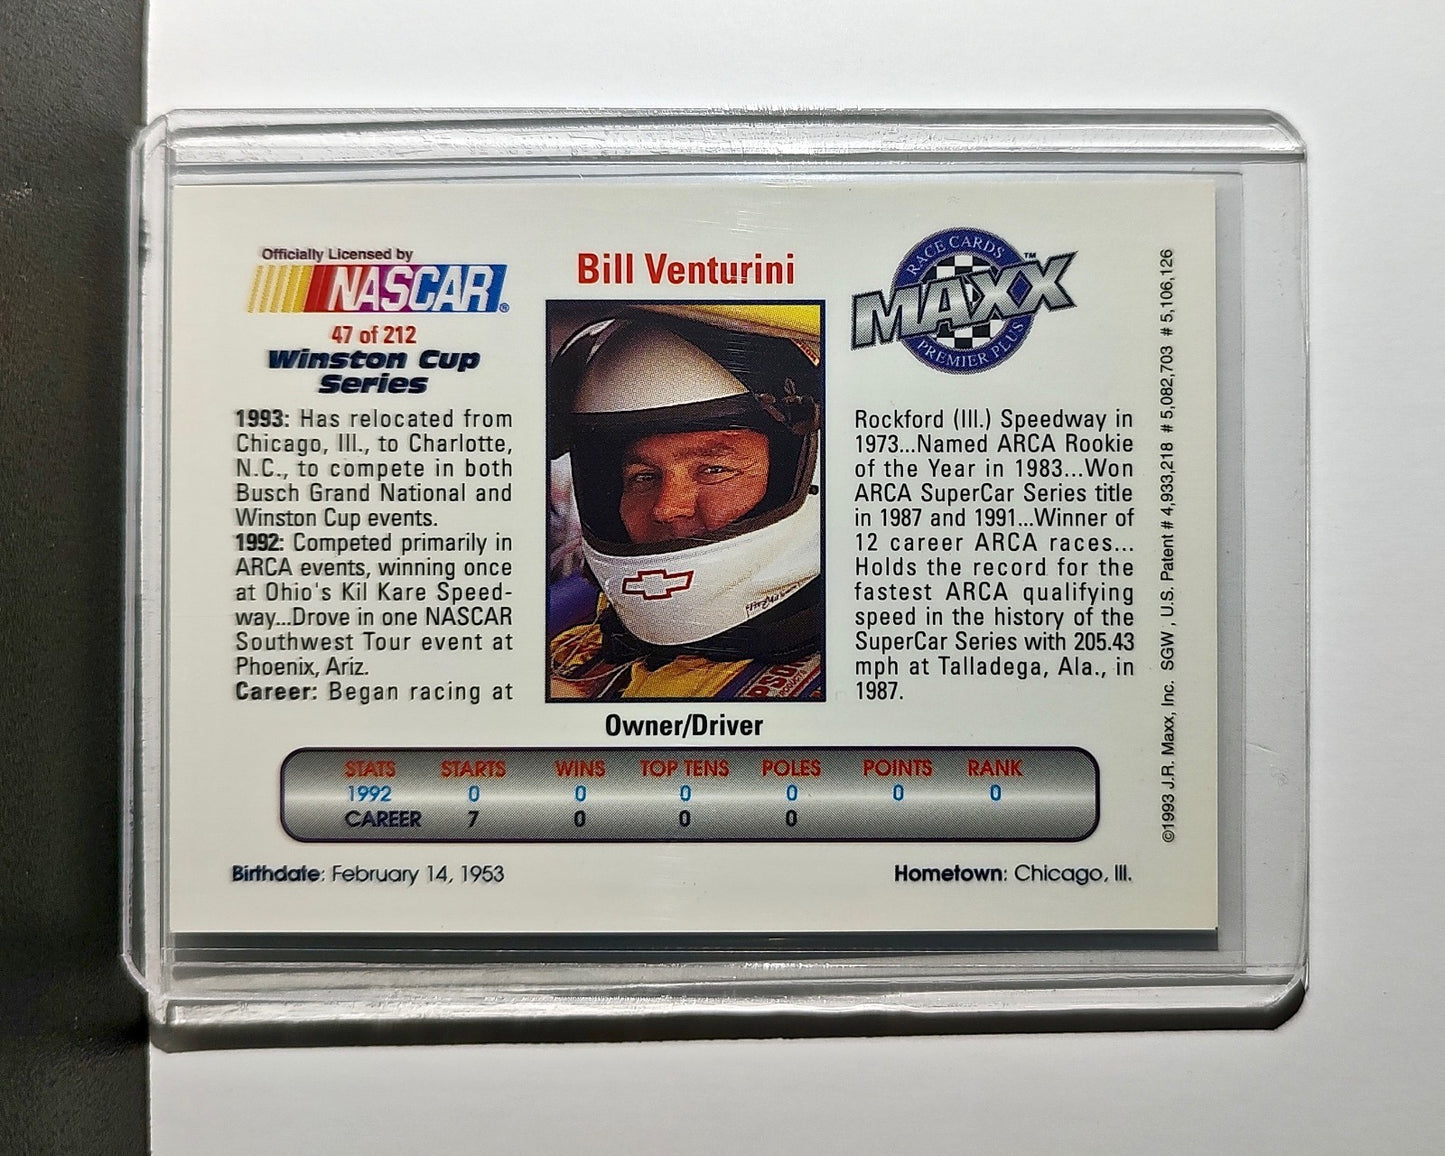 Officially Licensed by
NASCAR®
47 of 212
Winston Cup
Series
Bill Venturini
RACE CARDS
MAXX™
PREMIER PLUS
1993: Has relocated from
Chicago, Ill., to Charlotte,
N.C., to compete in both
Busch Grand National and
Winston Cup events.
1992: Competed primarily in
ARCA events, winning once
at Ohio's Kil Kare Speed-
way...Drove in one NASCAR
Southwest Tour event at
Phoenix, Ariz.
Career: Began racing at
Rockford (Ill.) Speedway in
1973...Named ARCA Rookie
of the Year in 1983...Won
ARCA SuperCar Series title
in 1987 and 1991...Winner of
12 career ARCA races...
Holds the record for the
fastest ARCA qualifying
speed in the history of the
SuperCar Series with 205.43
mph at Talladega, Ala., in
1987.
Owner/Driver
STATS STARTS WINS TOP TENS POLES POINTS RANK
1992 0 0 0 0 0 0
CAREER 7 0 0 0
Birthdate: February 14, 1953
Hometown: Chicago, Ill.
©1993 J.R. Maxx, Inc. SGW , U.S. Patent # 4,933,218 # 5,082,703 # 5,106,126